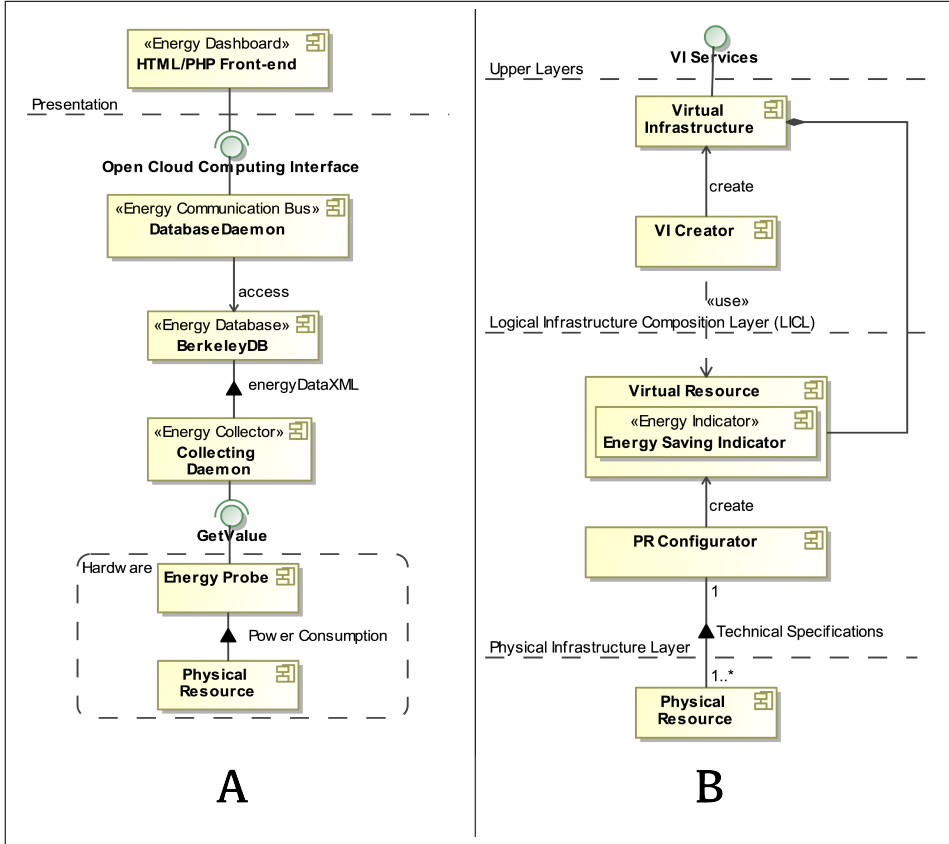 «Energy Dashboard»
HTML/PHP Front-end
Presentation
Open Cloud Computing Interface
«Energy Communication Bus»
DatabaseDaemon
access
«Energy Database»
BerkeleyDB
energyDataXML
«Energy Collector»
Collecting
Daemon
GetValue
Hardware
Energy Probe
Power Consumption
Physical
Resource
A
VI Services
Upper Layers
Virtual
Infrastructure
create
VI Creator
«use»
Logical Infrastructure Composition Layer (LICL)
Virtual Resource
«Energy Indicator»
Energy Saving Indicator
create
PR Configurator
1
Technical Specifications
Physical Infrastructure Layer
1..*
Physical
Resource
B